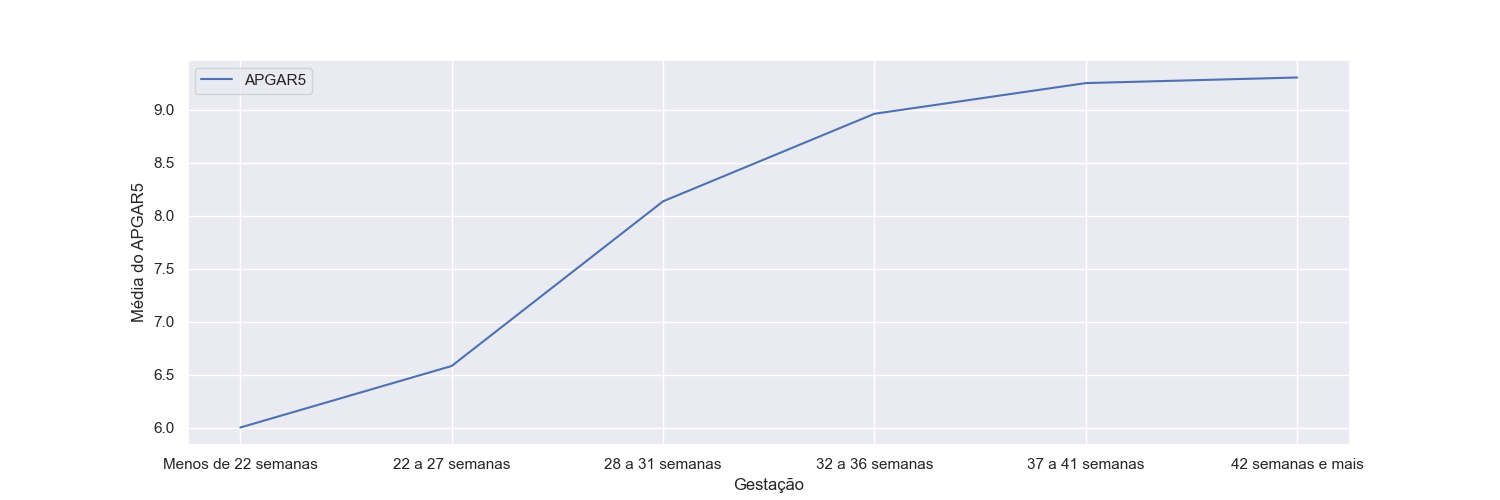 APGAR5
Média do APGAR5
9.0
8.5
8.0
7.5
7.0
6.5
6.0
Menos de 22 semanas
22 a 27 semanas
28 a 31 semanas
32 a 36 semanas
37 a 41 semanas
42 semanas e mais
Gestação